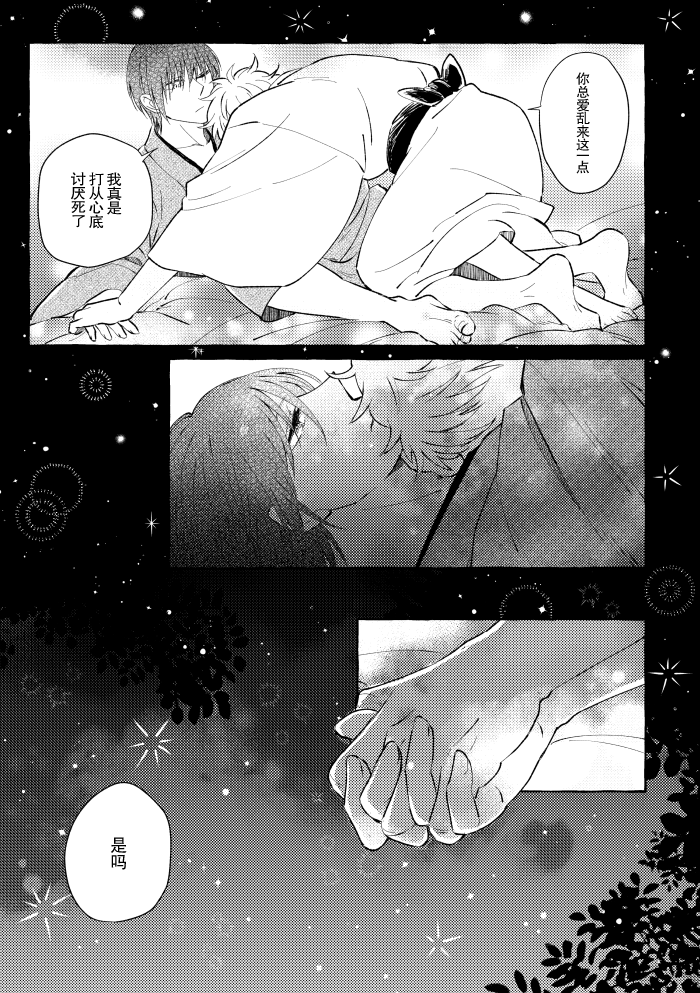 你总爱乱来这一点
我真是
打从心底
讨厌死了
是吗